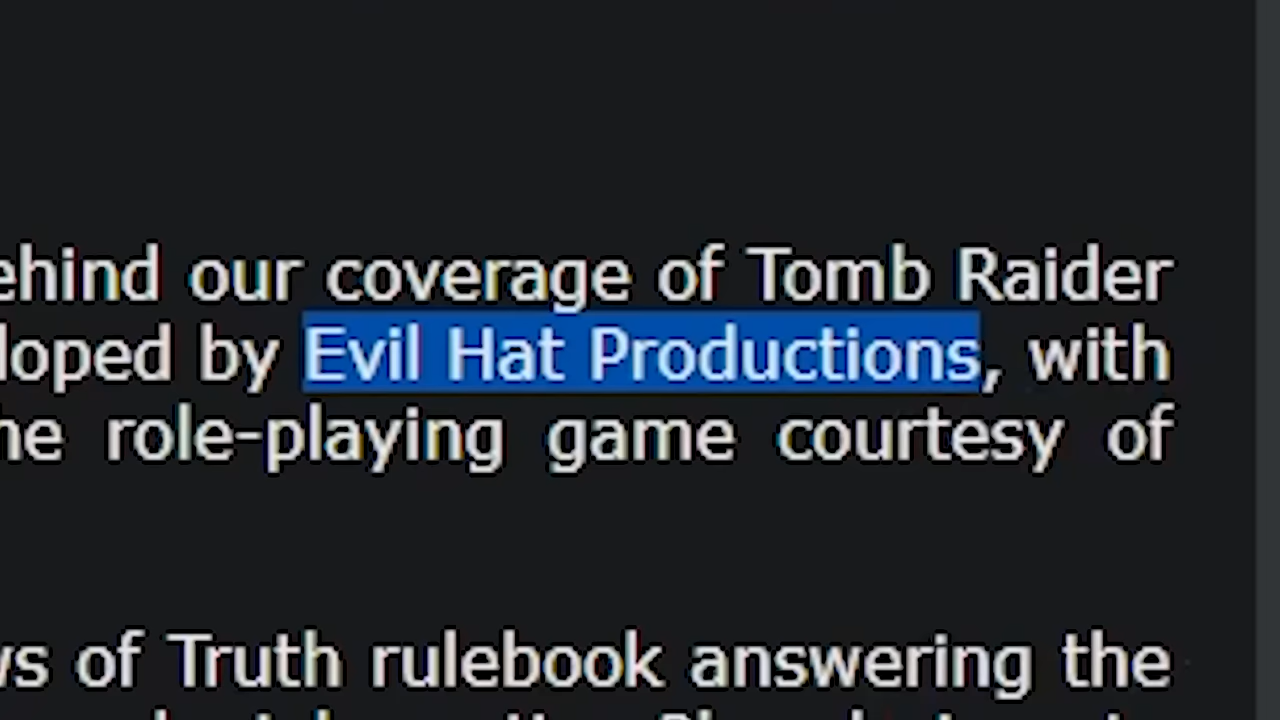 ehind our coverage of Tomb Raider
loped by Evil Hat Productions, with
he role-playing game courtesy of
ws of Truth rulebook answering the